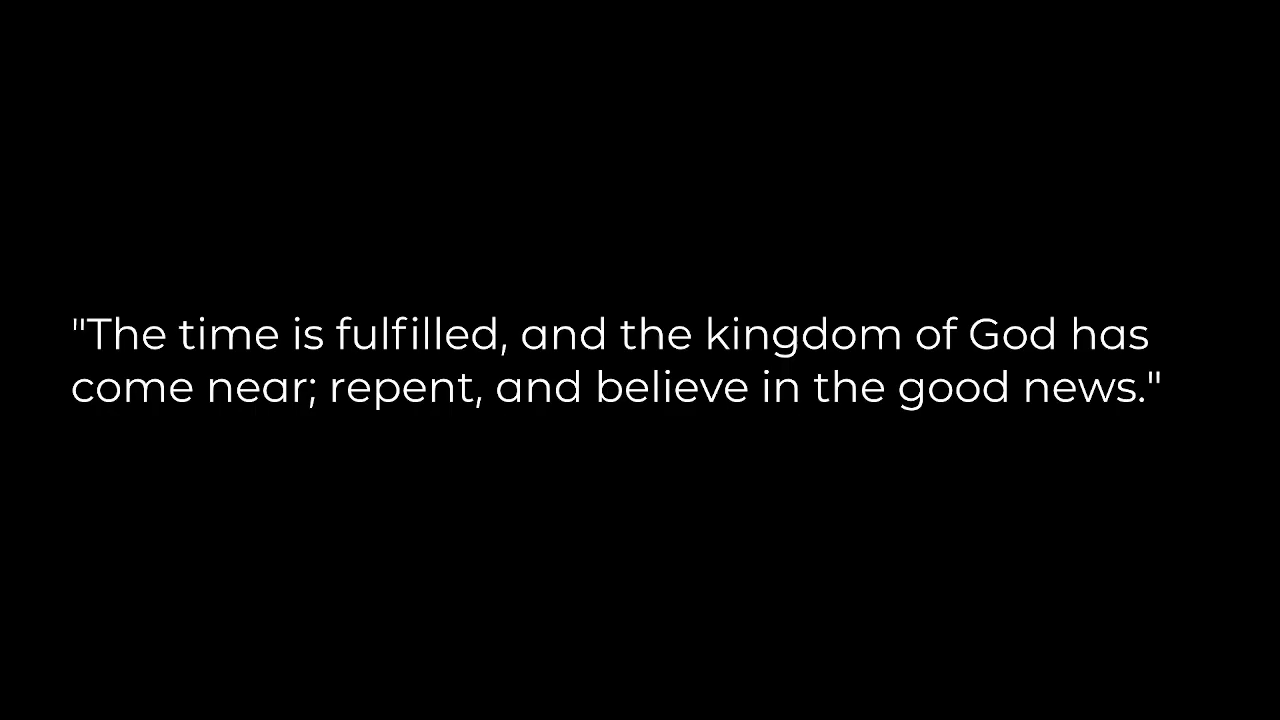 "The time is fulfilled, and the kingdom of God has
come near; repent, and believe in the good news."